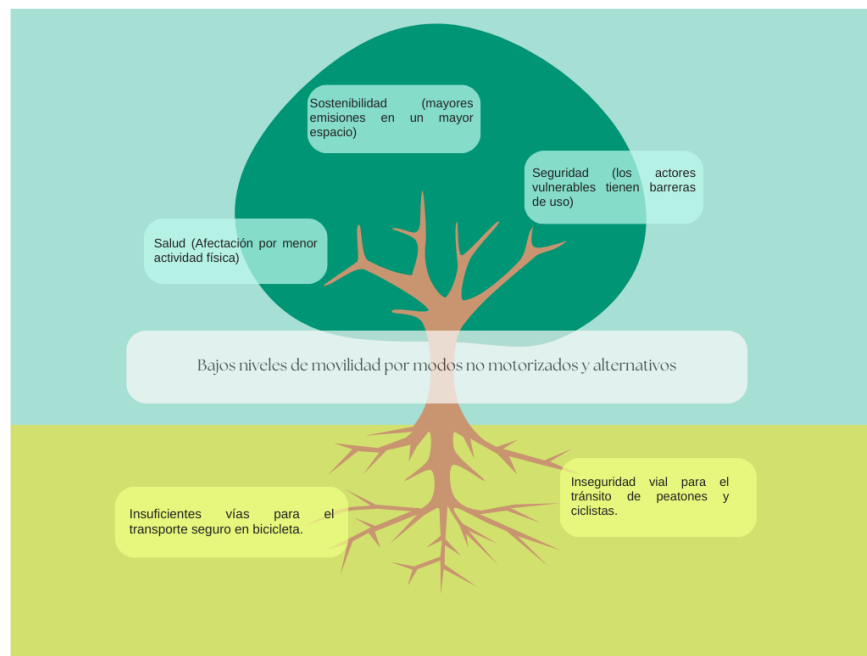 Sostenibilidad (mayores
emisiones en un mayor
espacio)
Seguridad (los actores
vulnerables tienen barreras
de uso)
Salud (Afectación por menor
actividad física)
Bajos niveles de movilidad por modos no motorizados y alternativos
Inseguridad vial para el
tránsito de peatones y
ciclistas.
Insuficientes vías para el
transporte seguro en bicicleta.